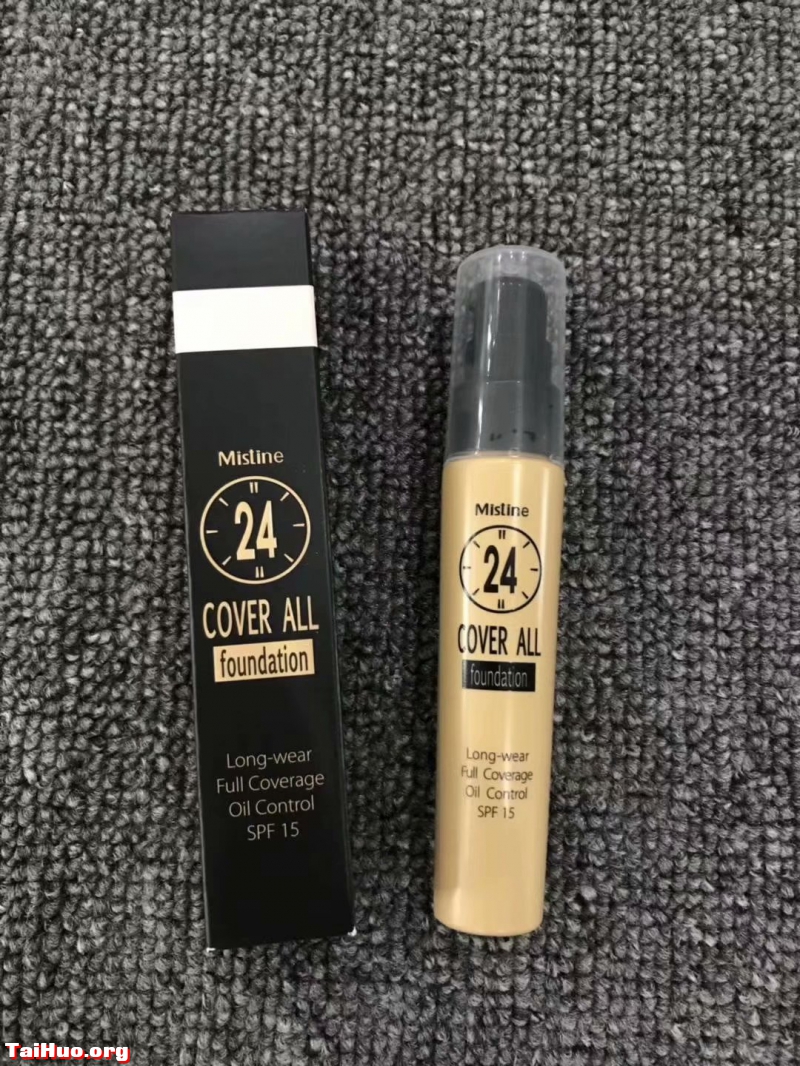 Mistine
24
COVER ALL
foundation
Long-wear
Full Coverage
Oil Control
SPF 15
Mistine
24
COVER ALL
foundation
Long-wear
Full Coverage
Oil Control
SPF 15
TaiHuo.org